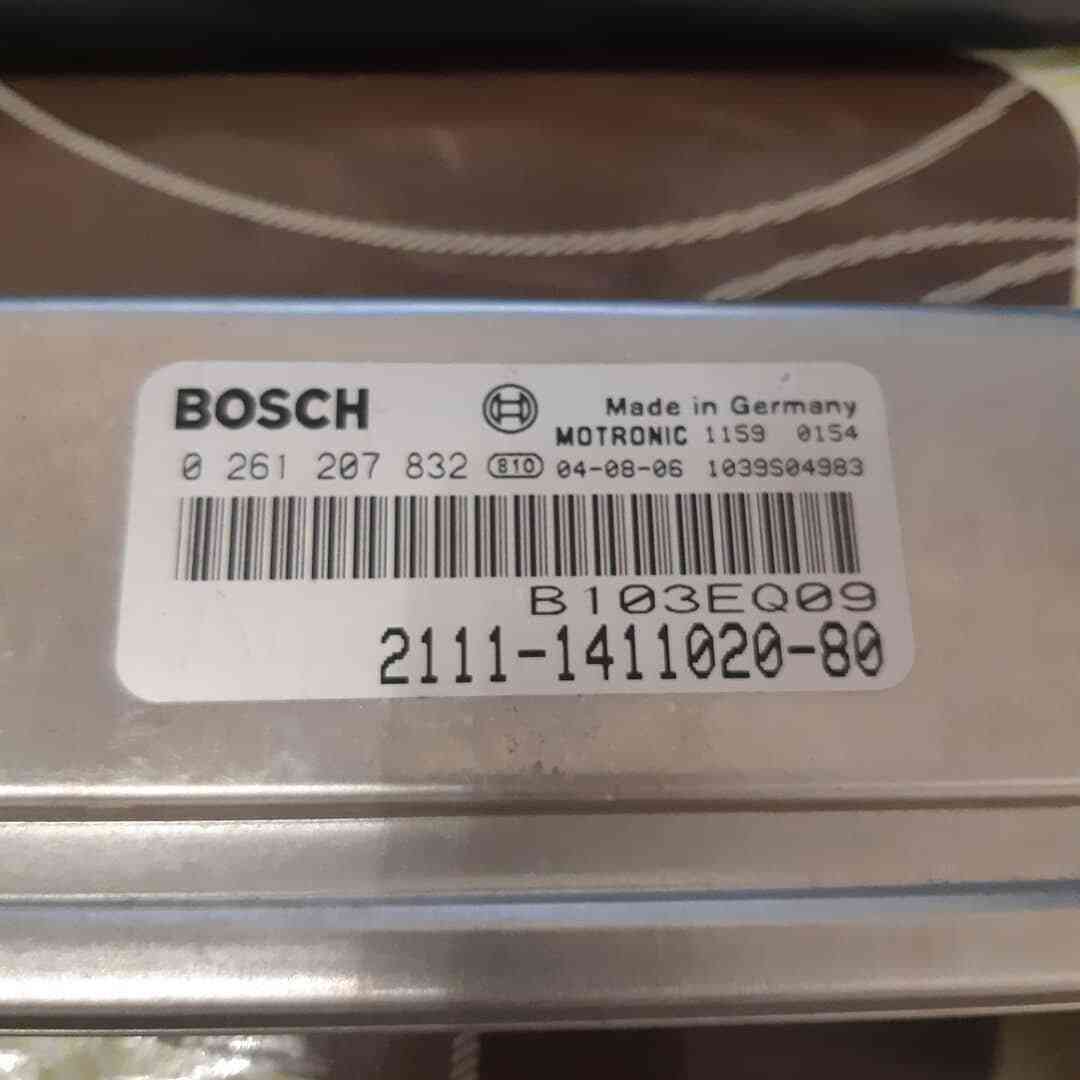 BOSCH Made in Germany
MOTRONIC 1159 0154
0 261 207 832 810 04-08-06 1039S04983
B103EQ09
2111-1411020-80